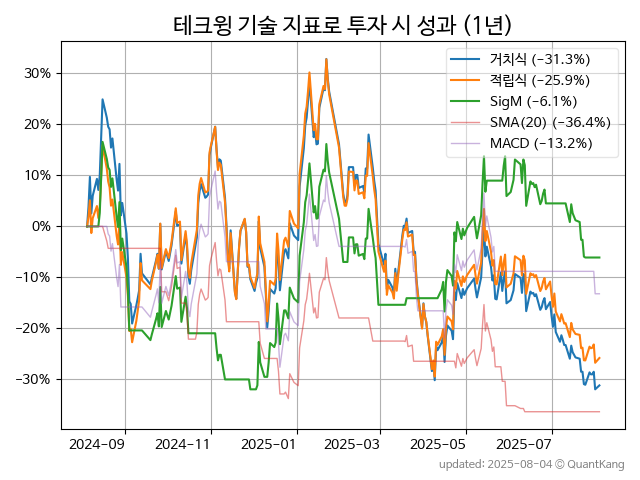 테크윙 기술 지표로 투자 시 성과 (1년)
거치식 (−31.3%)
적립식 (−25.9%)
SigM (−6.1%)
SMA(20) (−36.4%)
MACD (−13.2%)
30%
20%
10%
0%
−10%
−20%
−30%
2024−09
2024−11
2025−01
2025−03
2025−05
2025−07
updated: 2025−08−04 © QuantKang